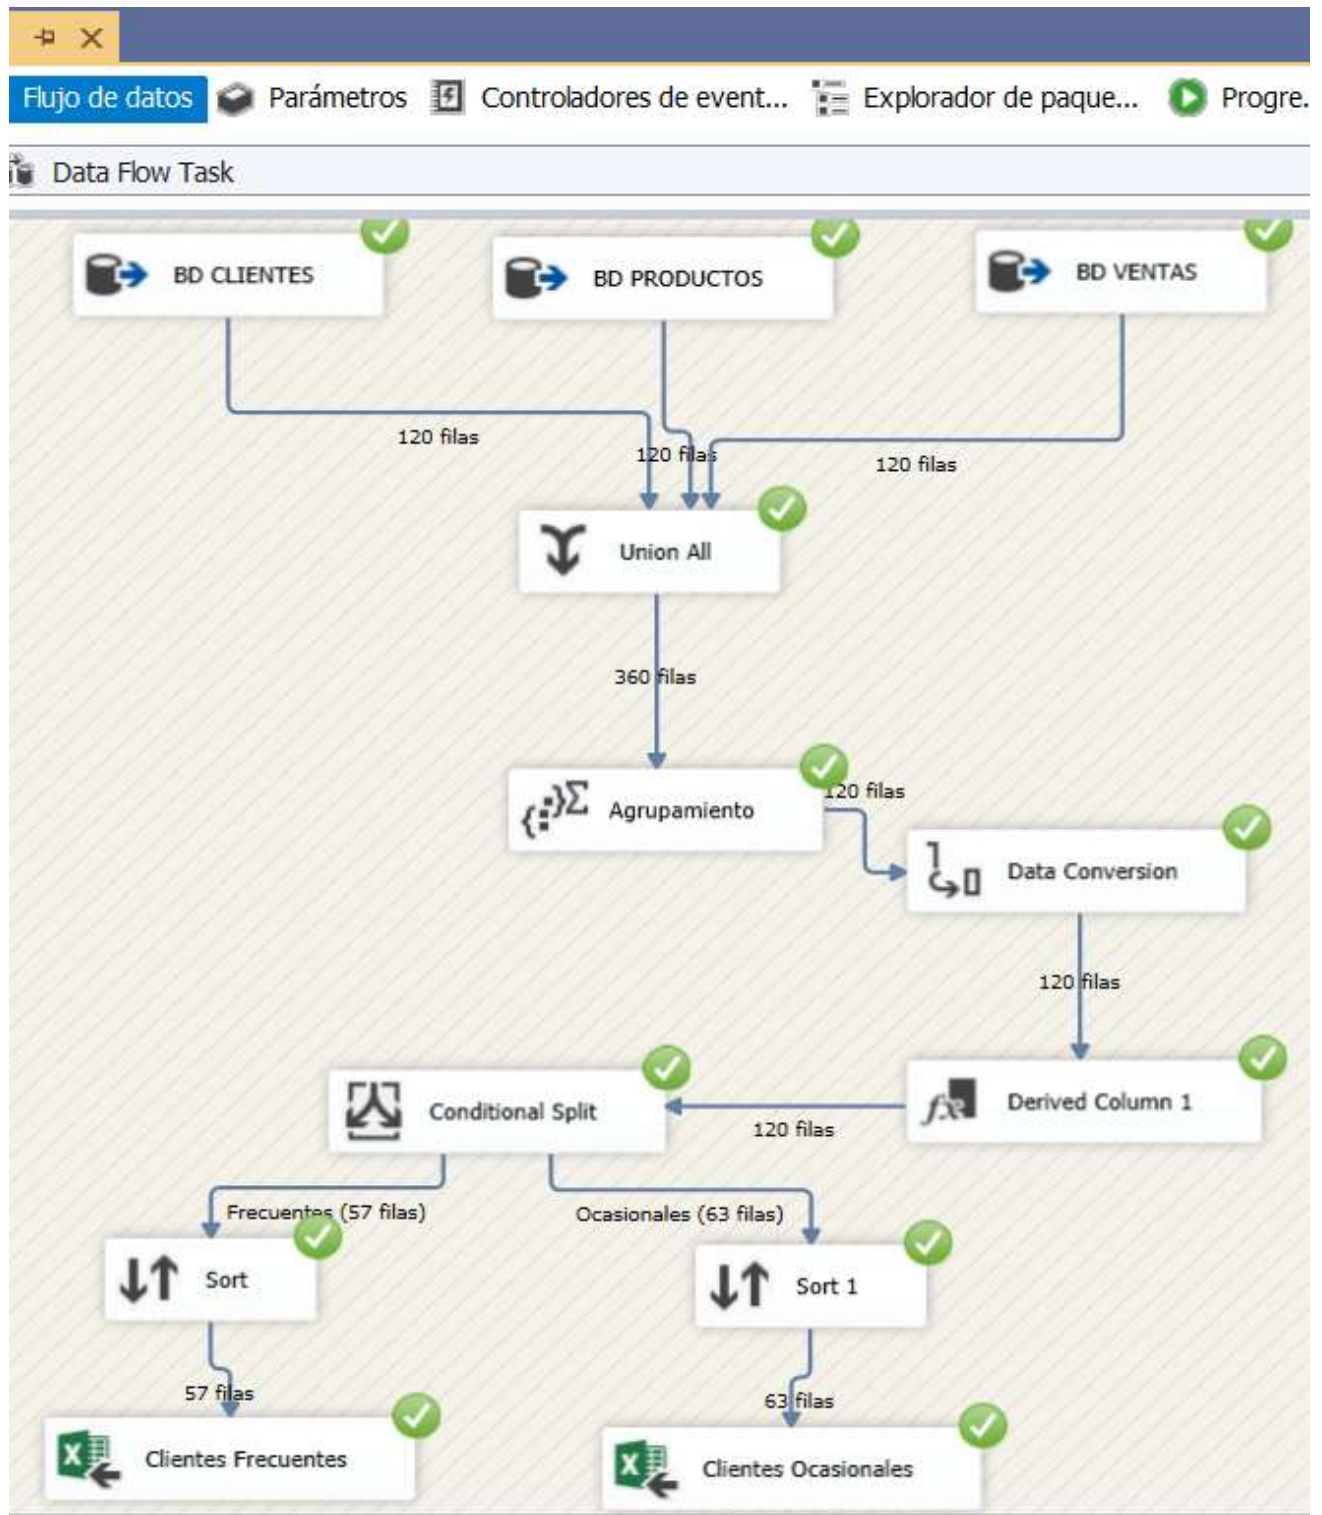 Flujo de datos Parámetros Controladores de event... Explorador de paque... Progre.
Data Flow Task
BD CLIENTES
BD PRODUCTOS
BD VENTAS
120 filas
120 filas
120 filas
Union All
360 filas
Agrupamiento
120 filas
Data Conversion
120 filas
Derived Column 1
Conditional Split
120 filas
Frecuentes (57 filas)
Ocasionales (63 filas)
Sort
Sort 1
57 filas
63 filas
Clientes Frecuentes
Clientes Ocasionales